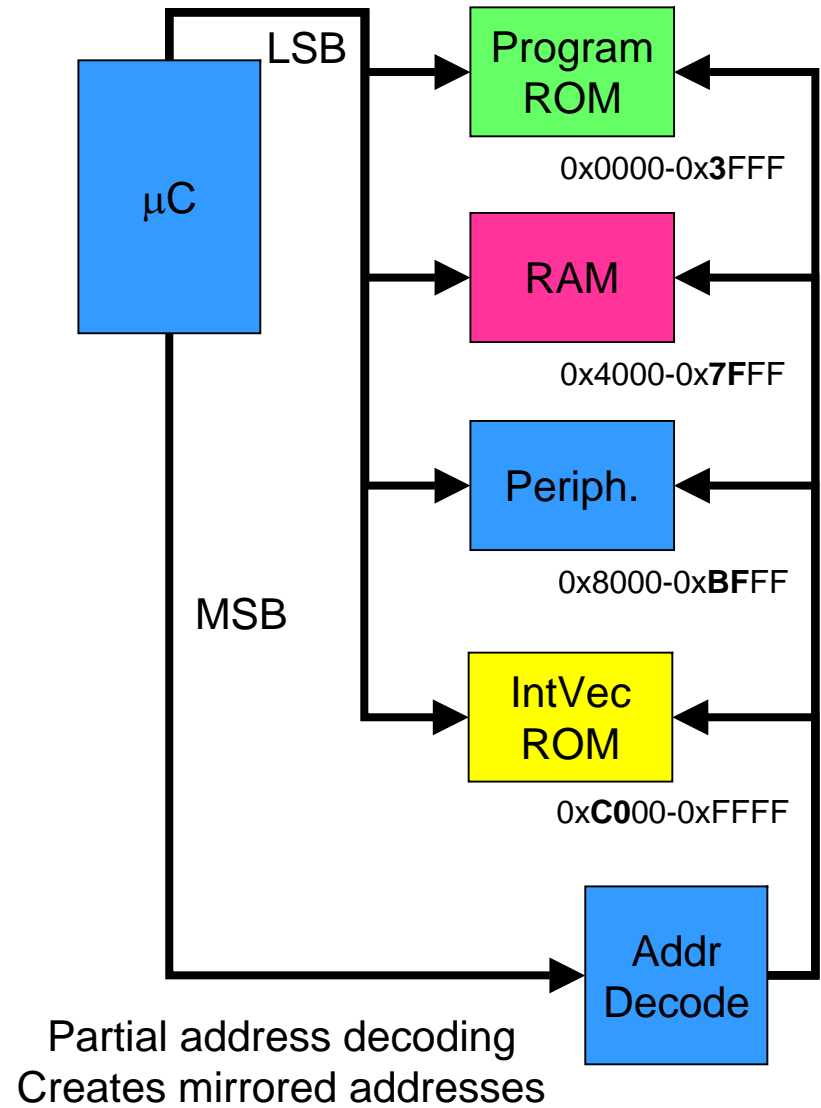 LSB
Program
ROM
0x0000-0x3FFF
μC
RAM
0x4000-0x7FFF
Periph.
0x8000-0xBFFF
MSB
IntVec
ROM
0xC000-0xFFFF
Addr
Decode
Partial address decoding
Creates mirrored addresses